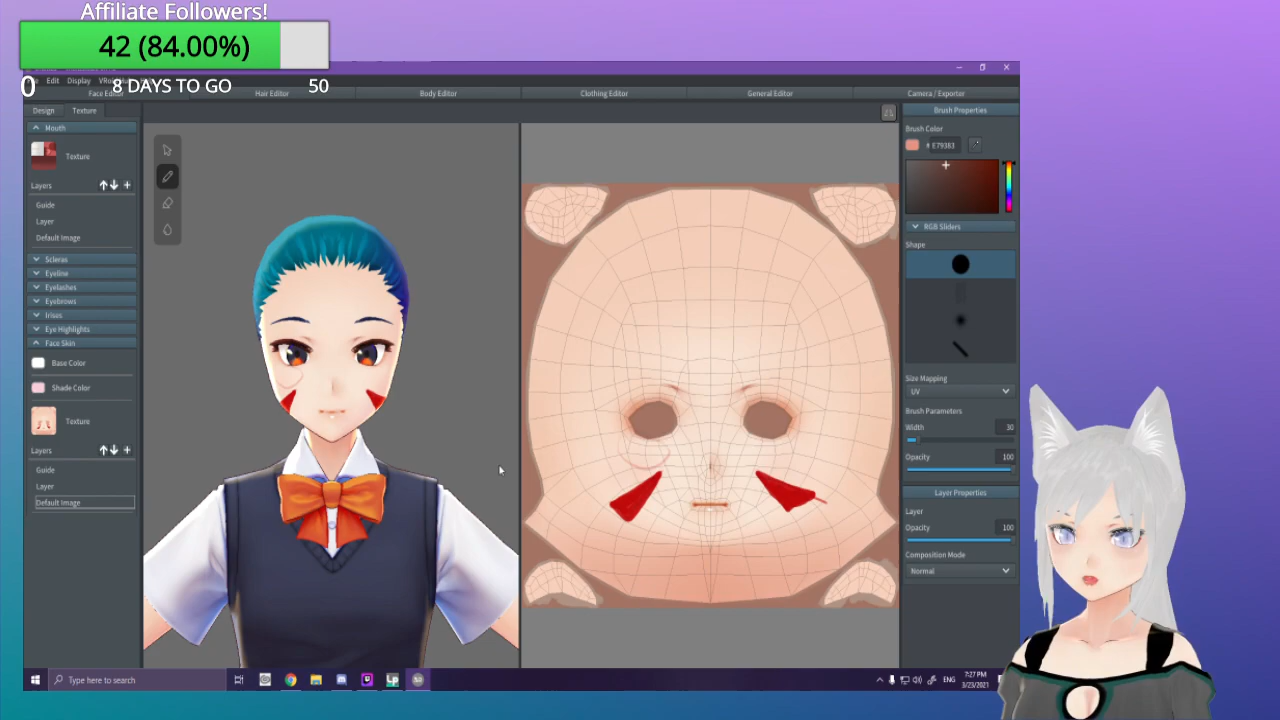 Affiliate Followers!
42 (84.00%)
0 8 DAYS TO GO 50
Edit Display
Face Editor Hair Editor Body Editor Clothing Editor General Editor Camera / Exporter
Design Texture
Mouth
Texture
Layers
Guide
Layer
Default Image
Scleras
Eyeline
Eyelashes
Eyebrows
Irises
Eye Highlights
Face Skin
Base Color
Shade Color
Texture
Layers
Guide
Layer
Default Image
Brush Properties
Brush Color
# E79383
RGB Sliders
Shape
Size Mapping
UV
Brush Parameters
Width 30
Opacity 100
Layer Properties
Layer
Opacity 100
Composition Mode
Normal
Type here to search
ENG
7:27 PM
3/23/2021